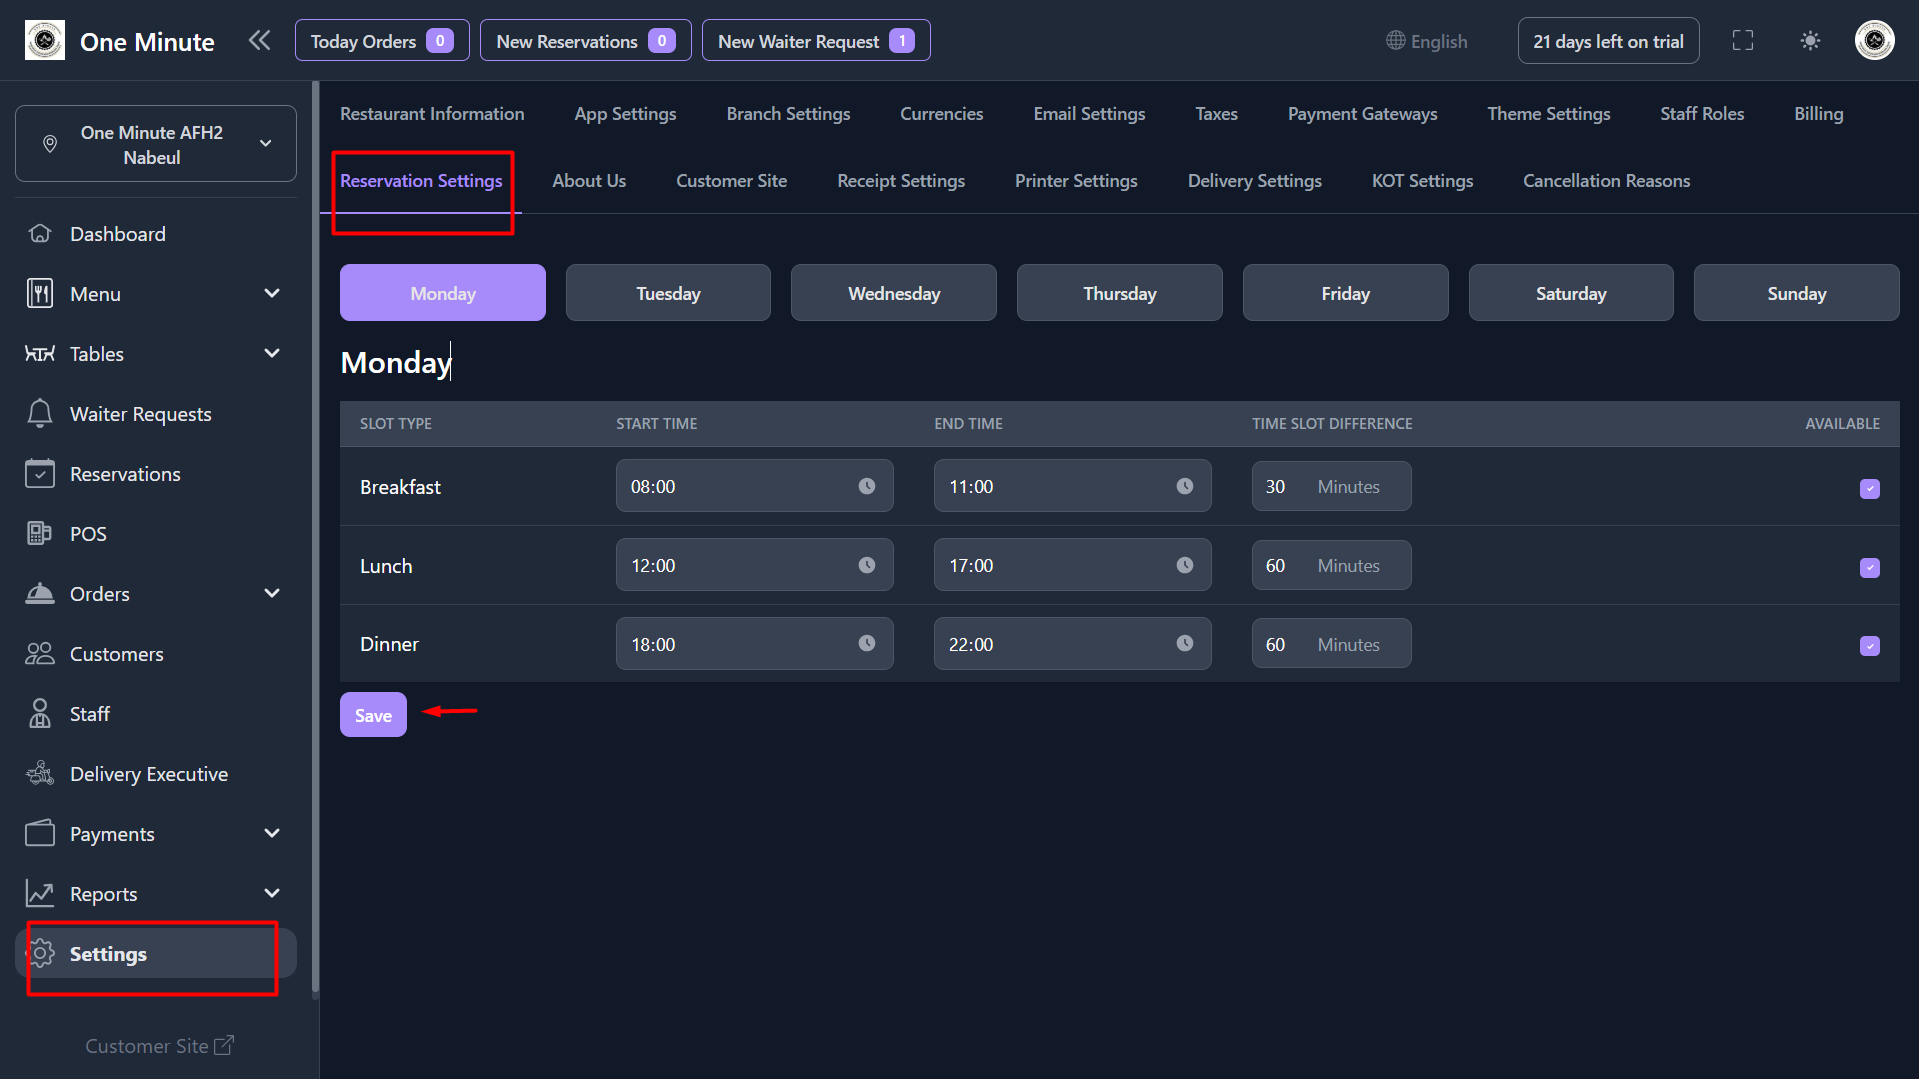 One Minute
Today Orders 0
New Reservations 0
New Waiter Request 1
English
21 days left on trial
One Minute AFH2
Nabeul
Dashboard
Menu
Tables
Waiter Requests
Reservations
POS
Orders
Customers
Staff
Delivery Executive
Payments
Reports
Settings
Customer Site
Restaurant Information App Settings Branch Settings Currencies Email Settings Taxes Payment Gateways Theme Settings Staff Roles Billing
Reservation Settings About Us Customer Site Receipt Settings Printer Settings Delivery Settings KOT Settings Cancellation Reasons
Monday Tuesday Wednesday Thursday Friday Saturday Sunday
Monday
SLOT TYPE START TIME END TIME TIME SLOT DIFFERENCE AVAILABLE
Breakfast 08:00 11:00 30 Minutes
Lunch 12:00 17:00 60 Minutes
Dinner 18:00 22:00 60 Minutes
Save